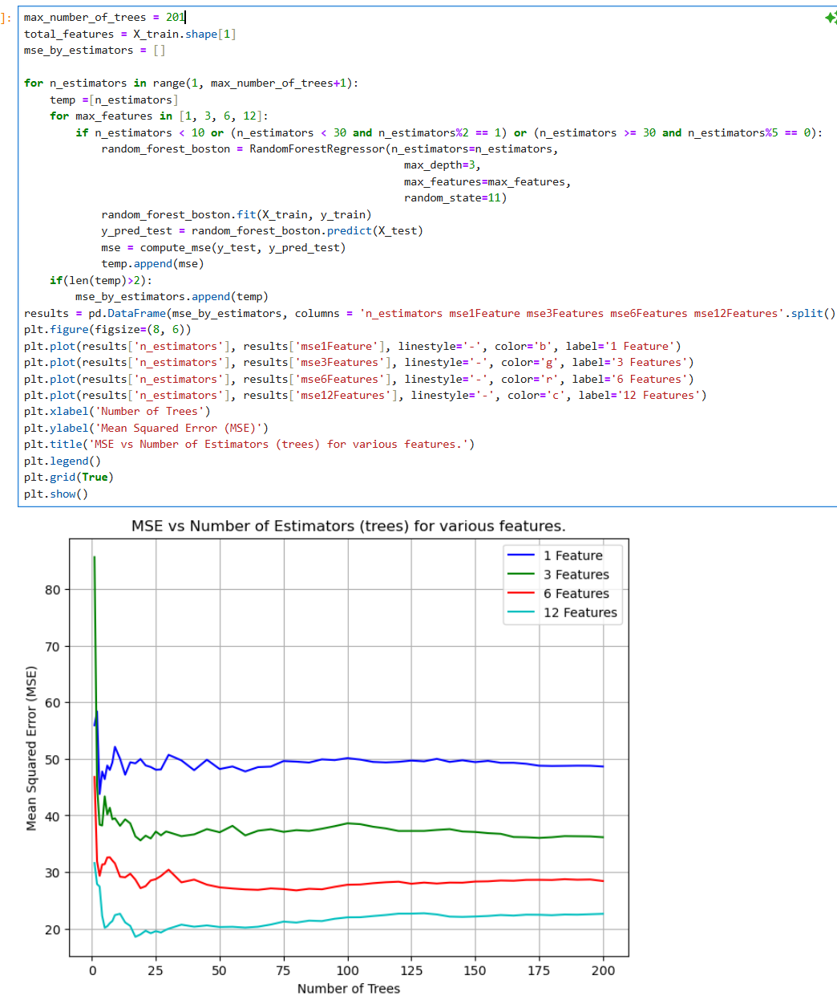 ]:
max_number_of_trees = 201
total_features = X_train.shape[1]
mse_by_estimators = []
for n_estimators in range(1, max_number_of_trees+1):
    temp =[n_estimators]
    for max_features in [1, 3, 6, 12]:
        if n_estimators < 10 or (n_estimators < 30 and n_estimators%2 == 1) or (n_estimators >= 30 and n_estimators%5 == 0):
            random_forest_boston = RandomForestRegressor(n_estimators=n_estimators,
                                                           max_depth=3,
                                                           max_features=max_features,
                                                           random_state=11)
            random_forest_boston.fit(X_train, y_train)
            y_pred_test = random_forest_boston.predict(X_test)
            mse = compute_mse(y_test, y_pred_test)
            temp.append(mse)
    if(len(temp)>2):
        mse_by_estimators.append(temp)
results = pd.DataFrame(mse_by_estimators, columns = 'n_estimators mse1Feature mse3Features mse6Features mse12Features'.split()
plt.figure(figsize=(8, 6))
plt.plot(results['n_estimators'], results['mse1Feature'], linestyle='-', color='b', label='1 Feature')
plt.plot(results['n_estimators'], results['mse3Features'], linestyle='-', color='g', label='3 Features')
plt.plot(results['n_estimators'], results['mse6Features'], linestyle='-', color='r', label='6 Features')
plt.plot(results['n_estimators'], results['mse12Features'], linestyle='-', color='c', label='12 Features')
plt.xlabel('Number of Trees')
plt.ylabel('Mean Squared Error (MSE)')
plt.title('MSE vs Number of Estimators (trees) for various features.')
plt.legend()
plt.grid(True)
plt.show()
MSE vs Number of Estimators (trees) for various features.
1 Feature
3 Features
6 Features
12 Features
Mean Squared Error (MSE)
80
70
60
50
40
30
20
0 25 50 75 100 125 150 175 200
Number of Trees